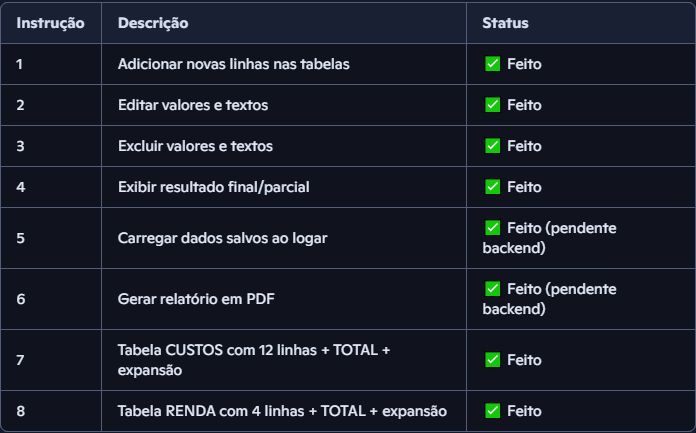 Instrução Descrição Status
1 Adicionar novas linhas nas tabelas ✅ Feito
2 Editar valores e textos ✅ Feito
3 Excluir valores e textos ✅ Feito
4 Exibir resultado final/parcial ✅ Feito
5 Carregar dados salvos ao logar ✅ Feito (pendente
backend)
6 Gerar relatório em PDF ✅ Feito (pendente
backend)
7 Tabela CUSTOS com 12 linhas + TOTAL +
expansão ✅ Feito
8 Tabela RENDA com 4 linhas + TOTAL + expansão ✅ Feito